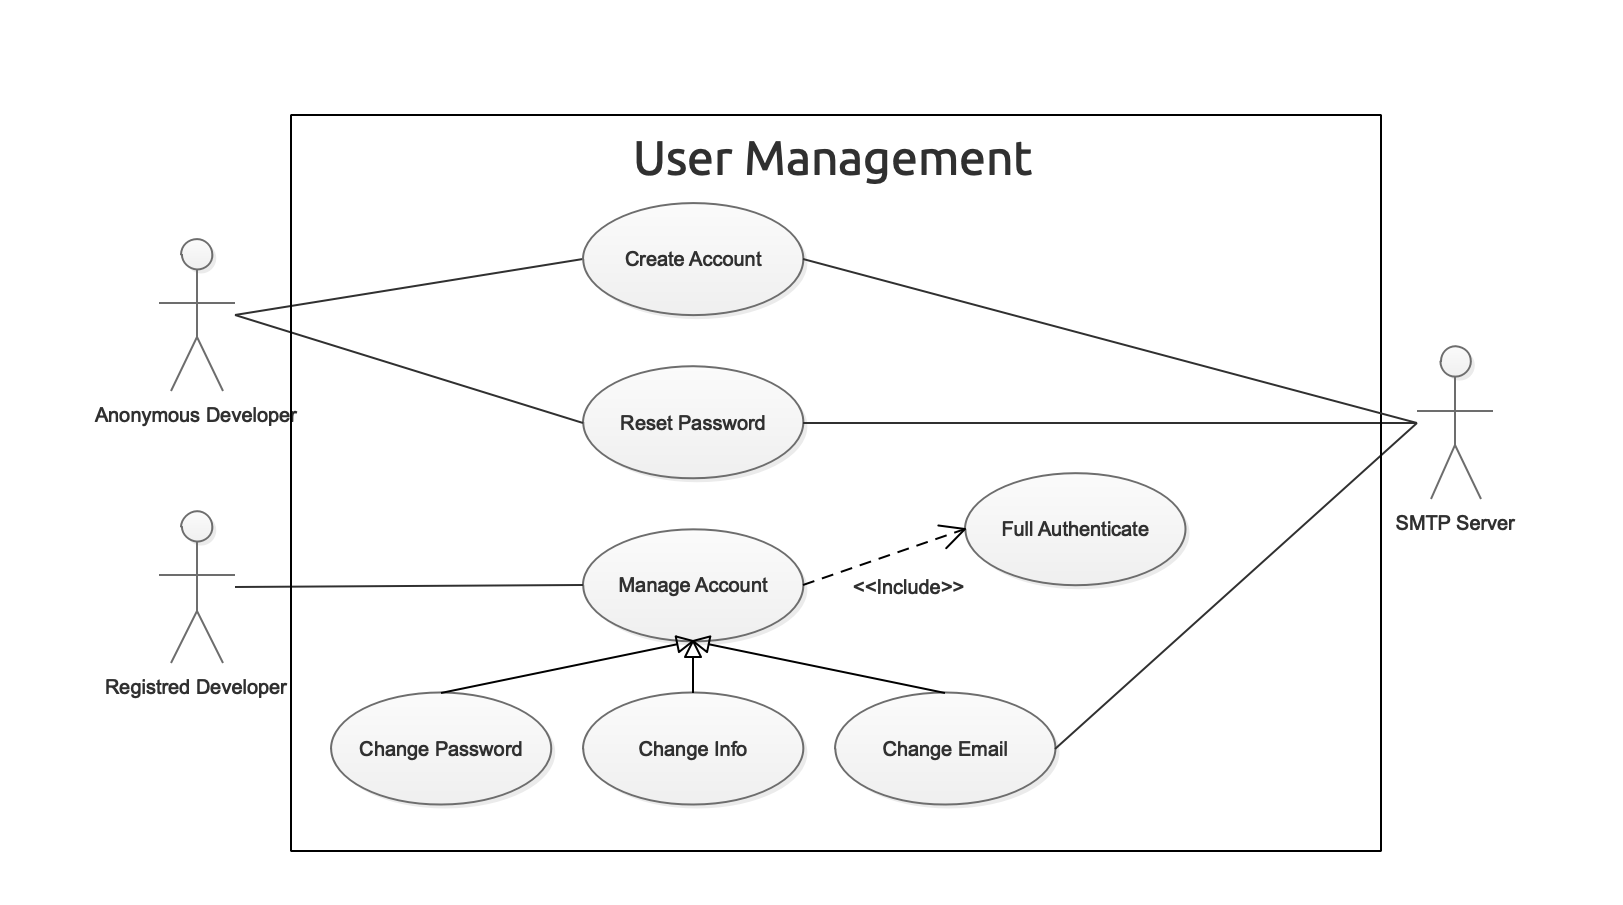 User Management
Create Account
Anonymous Developer
Reset Password
SMTP Server
Full Authenticate
Manage Account
<<Include>>
Registred Developer
Change Password
Change Info
Change Email